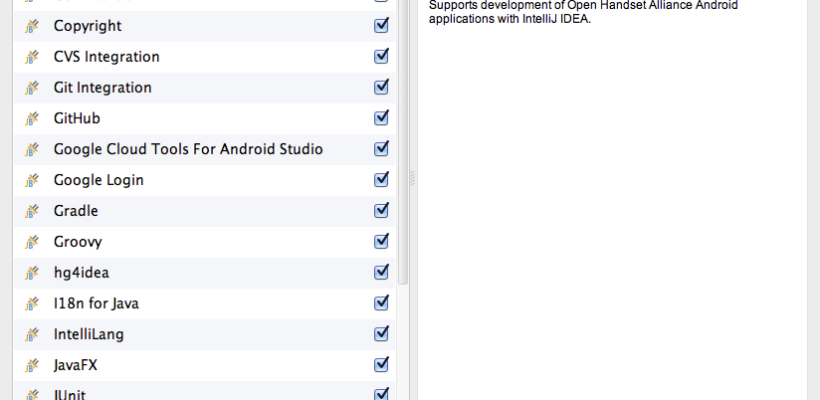 Supports development of Open Handset Alliance Android
applications with IntelliJ IDEA.
Copyright
CVS Integration
Git Integration
GitHub
Google Cloud Tools For Android Studio
Google Login
Gradle
Groovy
hg4idea
I18n for Java
IntelliLang
JavaFX
JUnit